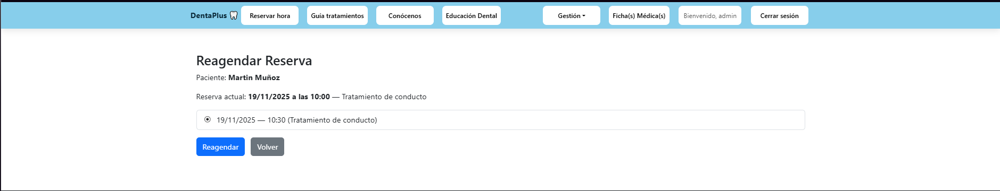 DentaPlus Reservar hora Guía tratamientos Conócenos Educación Dental Gestión Ficha(s) Médica(s) Bienvenido, admin Cerrar sesión
Reagendar Reserva
Paciente: Martin Muñoz
Reserva actual: 19/11/2025 a las 10:00 — Tratamiento de conducto
19/11/2025 — 10:30 (Tratamiento de conducto)
Reagendar Volver